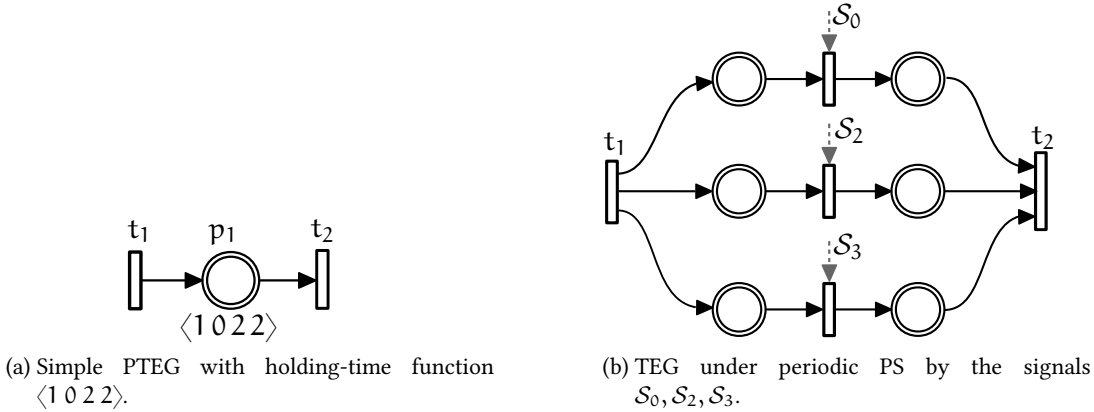 S₀
S₂
t₁
t₂
S₃
t₁
p₁
t₂
⟨1 0 2 2⟩
(a) Simple PTEG with holding-time function
⟨1 0 2 2⟩.
(b) TEG under periodic PS by the signals
S₀, S₂, S₃.